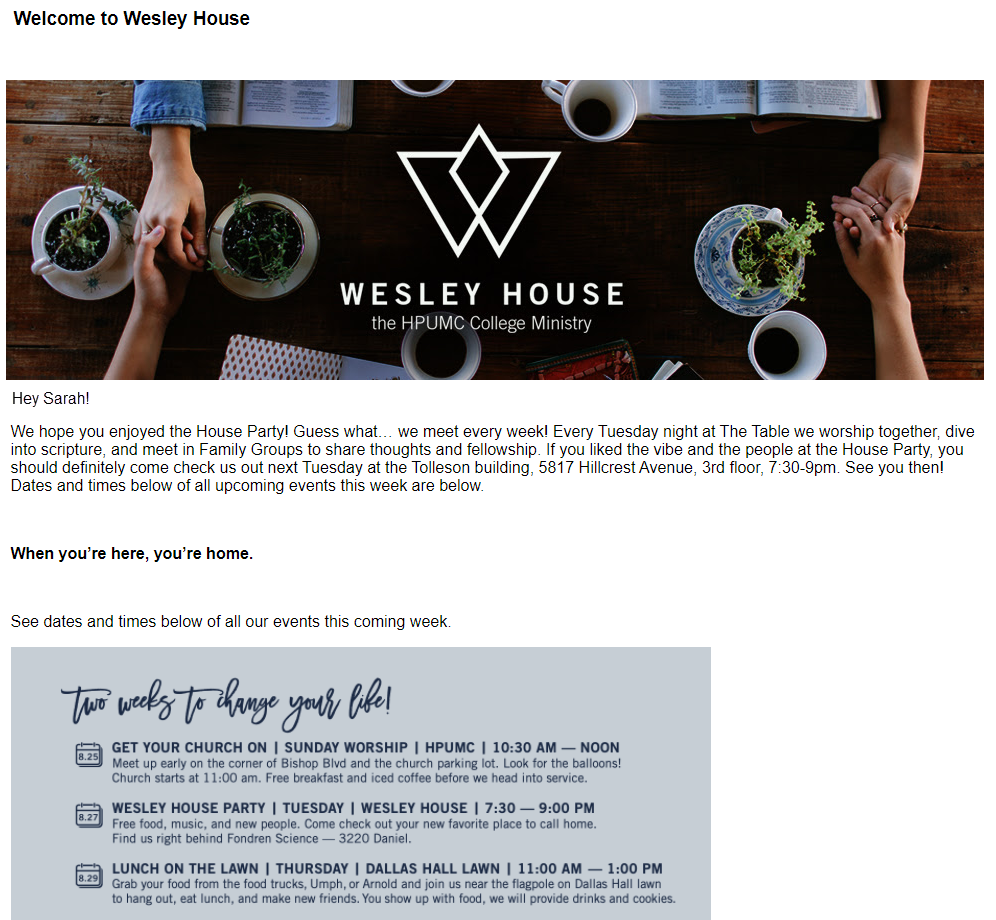 Welcome to Wesley House
WESLEY HOUSE
the HPUMC College Ministry
Hey Sarah!
We hope you enjoyed the House Party! Guess what… we meet every week! Every Tuesday night at The Table we worship together, dive
into scripture, and meet in Family Groups to share thoughts and fellowship. If you liked the vibe and the people at the House Party, you
should definitely come check us out next Tuesday at the Tolleson building, 5817 Hillcrest Avenue, 3rd floor, 7:30-9pm. See you then!
Dates and times below of all upcoming events this week are below.
When you’re here, you’re home.
See dates and times below of all our events this coming week.
Two weeks to change your life!
8.25 GET YOUR CHURCH ON | SUNDAY WORSHIP | HPUMC | 10:30 AM — NOON
Meet up early on the corner of Bishop Blvd and the church parking lot. Look for the balloons!
Church starts at 11:00 am. Free breakfast and iced coffee before we head into service.
8.27 WESLEY HOUSE PARTY | TUESDAY | WESLEY HOUSE | 7:30 — 9:00 PM
Free food, music, and new people. Come check out your new favorite place to call home.
Find us right behind Fondren Science — 3220 Daniel.
8.29 LUNCH ON THE LAWN | THURSDAY | DALLAS HALL LAWN | 11:00 AM — 1:00 PM
Grab your food from the food trucks, Umph, or Arnold and join us near the flagpole on Dallas Hall lawn
to hang out, eat lunch, and make new friends. You show up with food, we will provide drinks and cookies.